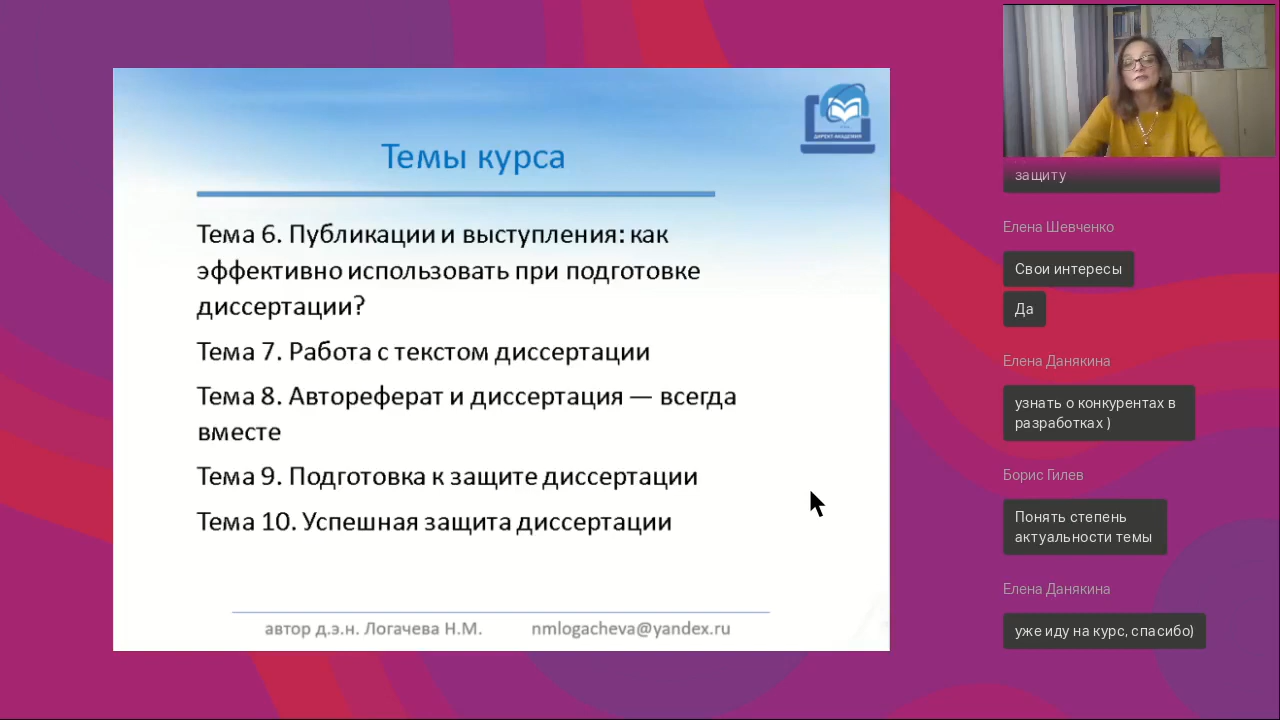 Темы курса
Тема 6. Публикации и выступления: как
эффективно использовать при подготовке
диссертации?
Тема 7. Работа с текстом диссертации
Тема 8. Автореферат и диссертация — всегда
вместе
Тема 9. Подготовка к защите диссертации
Тема 10. Успешная защита диссертации
автор д.э.н. Логачева Н.М. nmlogacheva@yandex.ru
ДИРЕКТ-АКАДЕМИЯ
защиту
Елена Шевченко
Свои интересы
Да
Елена Данякина
узнать о конкурентах в
разработках )
Борис Гилев
Понять степень
актуальности темы
Елена Данякина
уже иду на курс, спасибо)